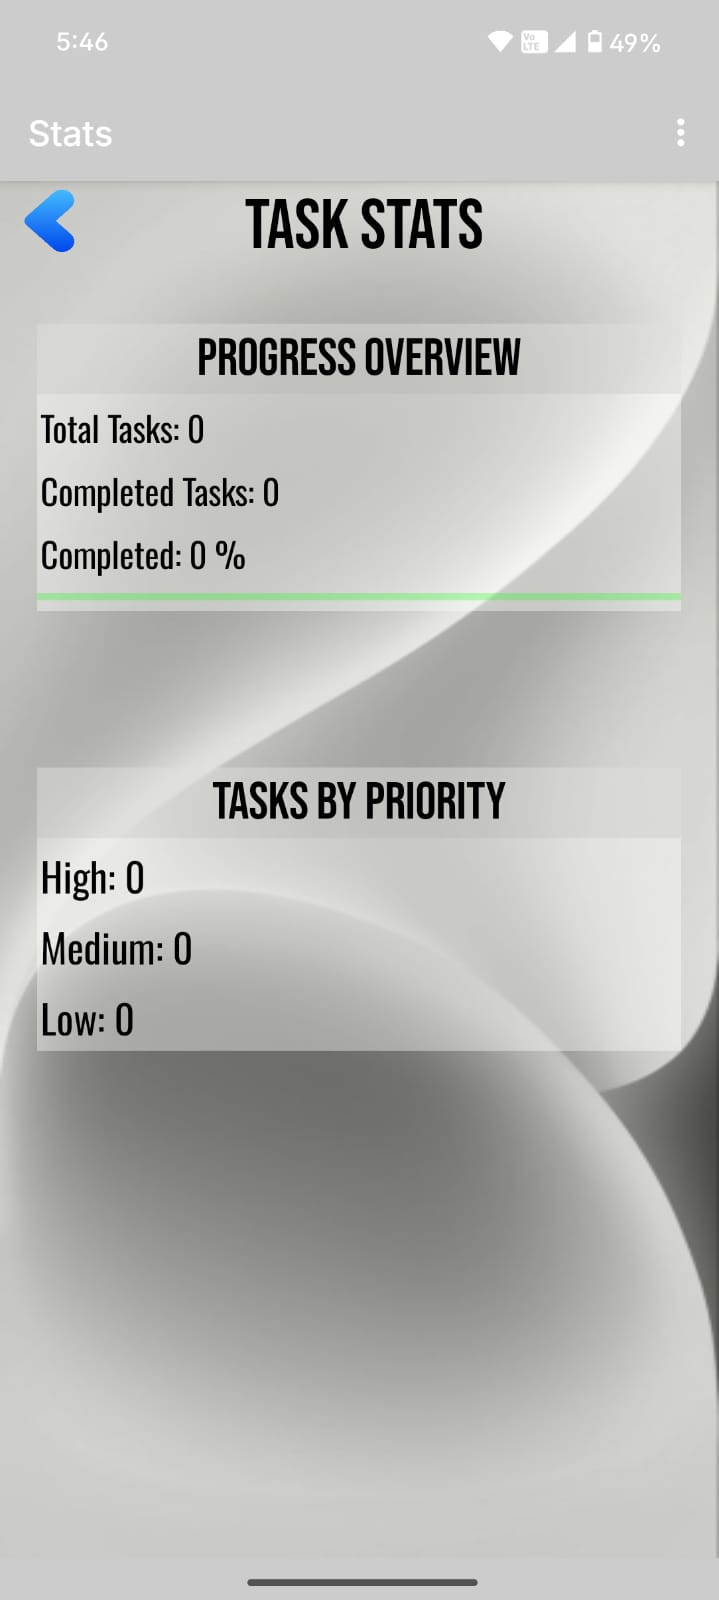 5:46
Vo LTE 49%
Stats
TASK STATS
PROGRESS OVERVIEW
Total Tasks: 0
Completed Tasks: 0
Completed: 0 %
TASKS BY PRIORITY
High: 0
Medium: 0
Low: 0